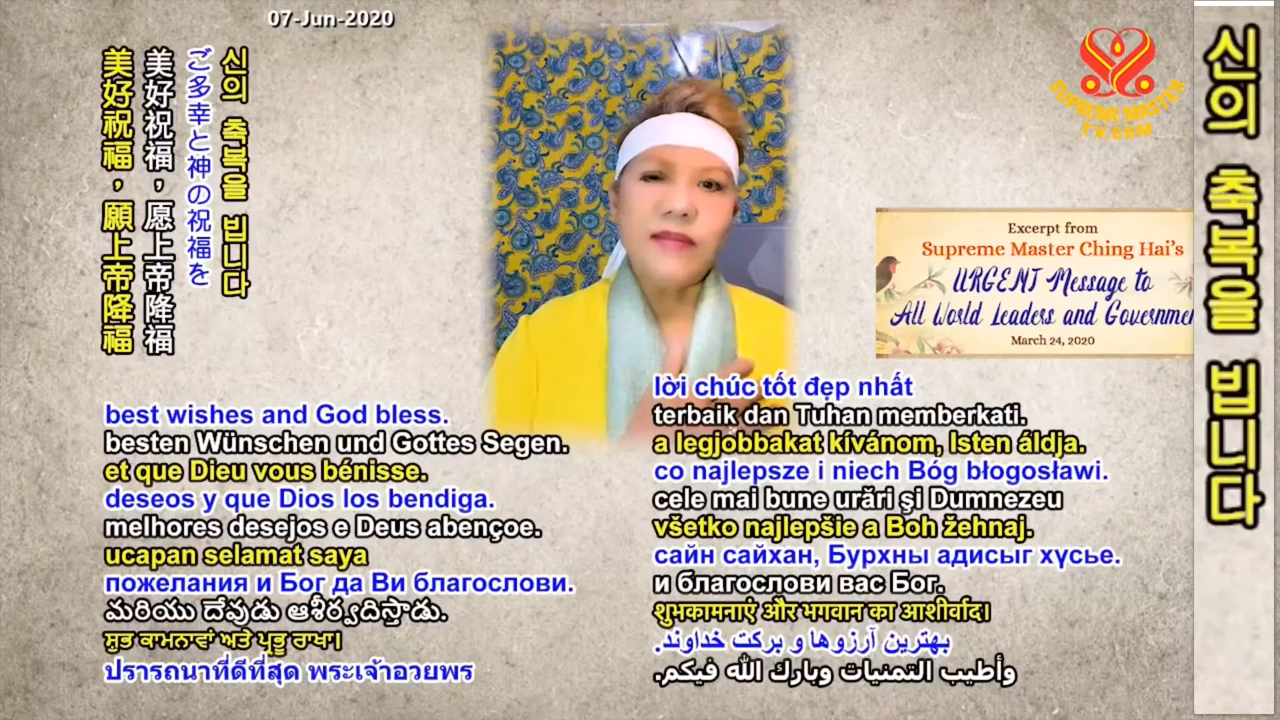 07-Jun-2020
신의 축복을 빕니다
ご多幸と神の祝福を
美好祝福，愿上帝降福
美好祝福，願上帝降福
SUPREME MASTER
TV.COM
Excerpt from
Supreme Master Ching Hai's
URGENT Message to
All World Leaders and Governmen
March 24, 2020
best wishes and God bless.
besten Wünschen und Gottes Segen.
et que Dieu vous bénisse.
deseos y que Dios los bendiga.
melhores desejos e Deus abençoe.
ucapan selamat saya
пожелания и Бог да Ви благослови.
మరియు దేవుడు ఆశీర్వదిస్తాడు.
ਸ਼ੁਭ ਕਾਮਨਾਵਾਂ ਅਤੇ ਪ੍ਰਭੂ ਰਾਖਾ।
ปรารถนาที่ดีที่สุด พระเจ้าอวยพร
lời chúc tốt đẹp nhất
terbaik dan Tuhan memberkati.
a legjobbakat kívánom, Isten áldja.
co najlepsze i niech Bóg błogosławi.
cele mai bune urări şi Dumnezeu
všetko najlepšie a Boh žehnaj.
сайн сайхан, Бурхны адисыг хүсье.
и благослови вас Бог.
शुभकामनाएं और भगवान का आशीर्वाद।
بهترین آرزوها و برکت خداوند.
وأطيب التمنيات وبارك الله فيكم.
신의 축복을 빕니다